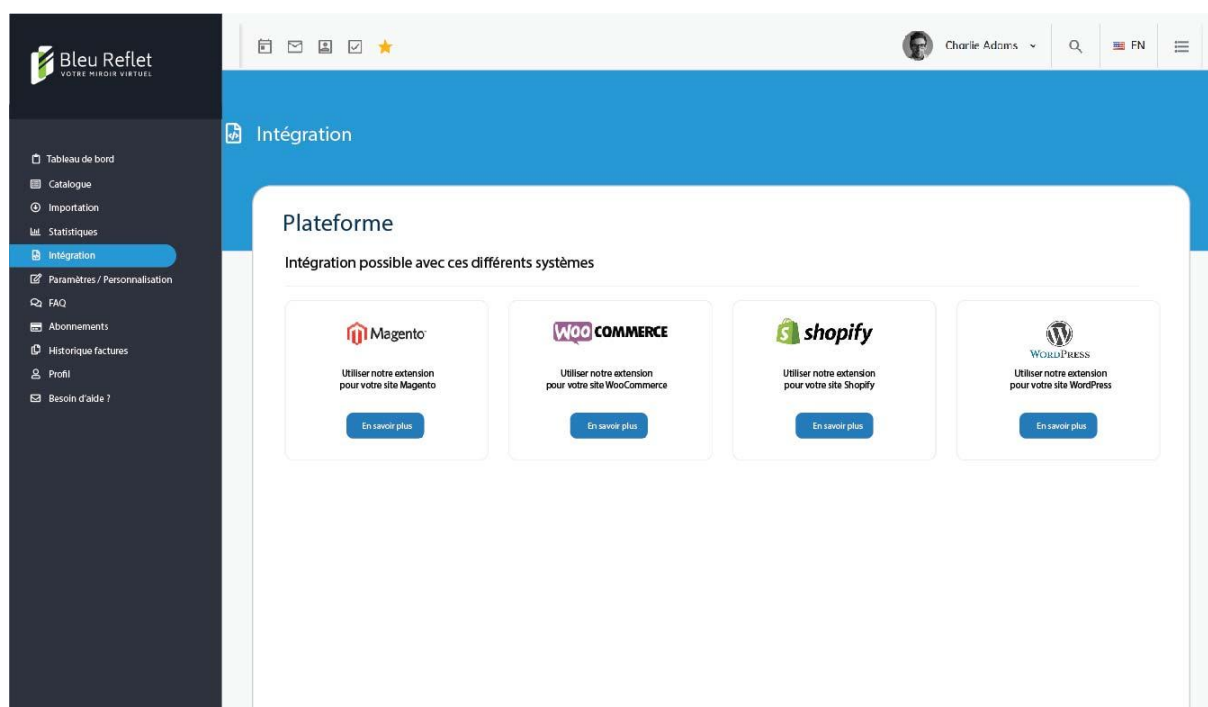 Bleu Reflet
VOTRE MIROIR VIRTUEL
Charlie Adams
FN
Intégration
Tableau de bord
Catalogue
Importation
Statistiques
Intégration
Paramètres / Personnalisation
FAQ
Abonnements
Historique factures
Profil
Besoin d'aide ?
Plateforme
Intégration possible avec ces différents systèmes
Magento
Utiliser notre extension
pour votre site Magento
En savoir plus
WOO COMMERCE
Utiliser notre extension
pour votre site WooCommerce
En savoir plus
shopify
Utiliser notre extension
pour votre site Shopify
En savoir plus
WORDPRESS
Utiliser notre extension
pour votre site WordPress
En savoir plus